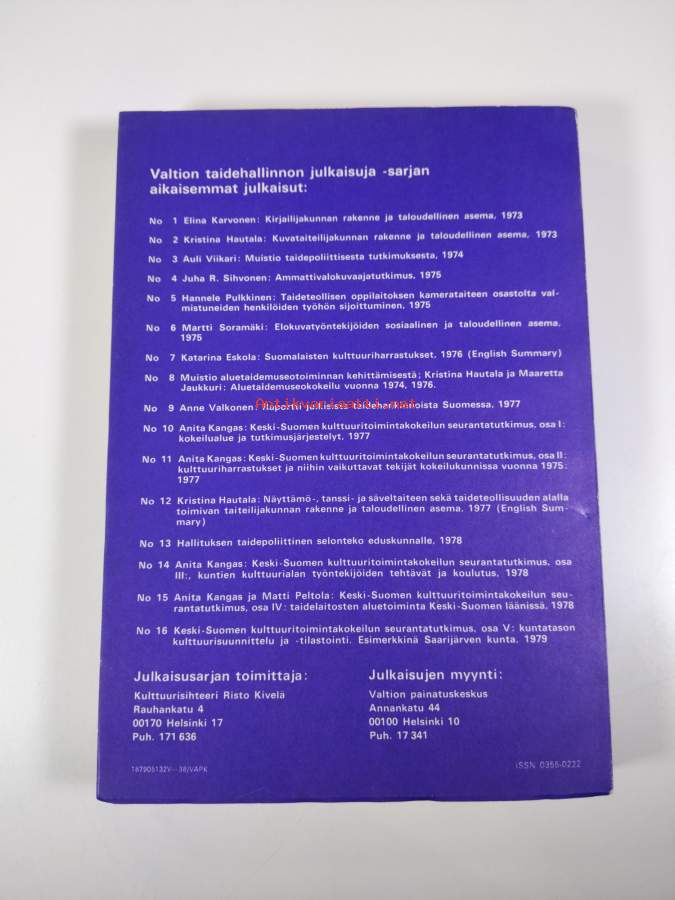 Valtion taidehallinnon julkaisuja -sarjan
aikaisemmat julkaisut:
No 1 Elina Karvonen: Kirjailijakunnan rakenne ja taloudellinen asema, 1973
No 2 Kristina Hautala: Kuvataiteilijakunnan rakenne ja taloudellinen asema, 1973
No 3 Auli Viikari: Muistio taidepoliittisesta tutkimuksesta, 1974
No 4 Juha R. Sihvonen: Ammattivalokuvaajatutkimus, 1975
No 5 Hannele Pulkkinen: Taideteollisen oppilaitoksen kamerataiteen osastolta val-
mistuneiden henkilöiden työhön sijoittuminen, 1975
No 6 Martti Soramäki: Elokuvatyöntekijöiden sosiaalinen ja taloudellinen asema,
1975
No 7 Katarina Eskola: Suomalaisten kulttuuriharrastukset, 1976 (English Summary)
No 8 Muistio aluetaidemuseotoiminnan kehittämisestä; Kristina Hautala ja Maaretta
Jaukkuri: Aluetaidemuseokokeilu vuonna 1974, 1976.
Antikvariaatti.net
No 9 Anne Valkonen: Raportti julkisista taidehankinnoista Suomessa, 1977
No 10 Anita Kangas: Keski-Suomen kulttuuritoimintakokeilun seurantatutkimus, osa I:
kokeilualue ja tutkimusjärjestelyt, 1977
No 11 Anita Kangas: Keski-Suomen kulttuuritoimintakokeilun seurantatutkimus, osa II:
kulttuuriharrastukset ja niihin vaikuttavat tekijät kokeilukunnissa vuonna 1975:
1977
No 12 Kristina Hautala: Näyttämö-, tanssi- ja säveltaiteen sekä taideteollisuuden alalla
toimivan taiteilijakunnan rakenne ja taloudellinen asema, 1977 (English Sum-
mary)
No 13 Hallituksen taidepoliittinen selonteko eduskunnalle, 1978
No 14 Anita Kangas: Keski-Suomen kulttuuritoimintakokeilun seurantatutkimus, osa
III:, kuntien kulttuurialan työntekijöiden tehtävät ja koulutus, 1978
No 15 Anita Kangas ja Matti Peltola: Keski-Suomen kulttuuritoimintakokeilun seu-
rantatutkimus, osa IV: taidelaitosten aluetoiminta Keski-Suomen läänissä, 1978
No 16 Keski-Suomen kulttuuritoimintakokeilun seurantatutkimus, osa V: kuntatason
kulttuurisuunnittelu ja -tilastointi. Esimerkkinä Saarijärven kunta. 1979
Julkaisusarjan toimittaja:
Kulttuurisihteeri Risto Kivelä
Rauhankatu 4
00170 Helsinki 17
Puh. 171 636
Julkaisujen myynti:
Valtion painatuskeskus
Annankatu 44
00100 Helsinki 10
Puh. 17 341
167905132V—38/VAPK
ISSN 0356-0222